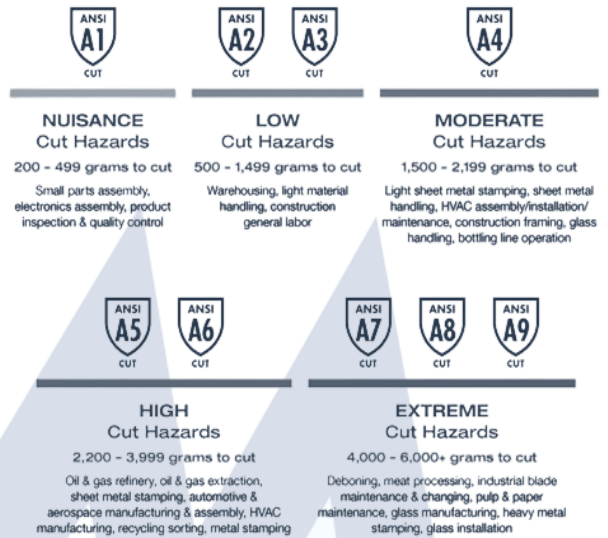 ANSI
A1
CUT
ANSI
A2
CUT
ANSI
A3
CUT
ANSI
A4
CUT
NUISANCE
Cut Hazards
200 - 499 grams to cut
Small parts assembly,
electronics assembly, product
inspection & quality control
LOW
Cut Hazards
500 - 1,499 grams to cut
Warehousing, light material
handling, construction
general labor
MODERATE
Cut Hazards
1,500 - 2,199 grams to cut
Light sheet metal stamping, sheet metal
handling, HVAC assembly/installation/
maintenance, construction framing, glass
handling, bottling line operation
ANSI
A5
CUT
ANSI
A6
CUT
ANSI
A7
CUT
ANSI
A8
CUT
ANSI
A9
CUT
HIGH
Cut Hazards
2,200 - 3,999 grams to cut
Oil & gas refinery, oil & gas extraction,
sheet metal stamping, automotive &
aerospace manufacturing & assembly, HVAC
manufacturing, recycling sorting, metal stamping
EXTREME
Cut Hazards
4,000 - 6,000+ grams to cut
Deboning, meat processing, industrial blade
maintenance & changing, pulp & paper
maintenance, glass manufacturing, heavy metal
stamping, glass installation